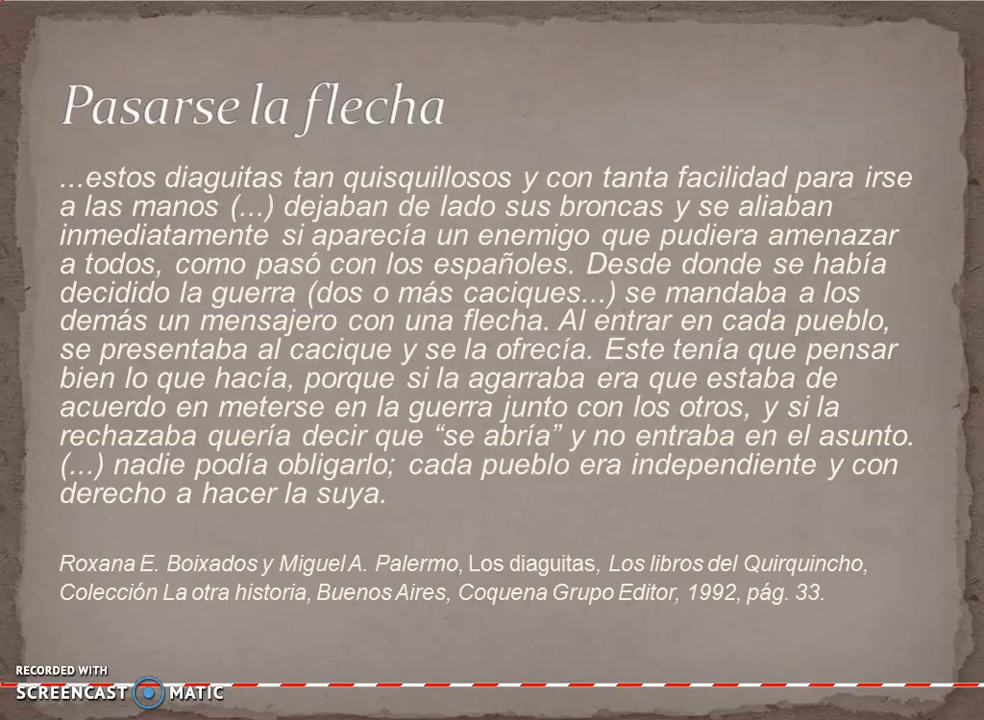 Pasarse la flecha
...estos diaguitas tan quisquillosos y con tanta facilidad para irse
a las manos (...) dejaban de lado sus broncas y se aliaban
inmediatamente si aparecía un enemigo que pudiera amenazar
a todos, como pasó con los españoles. Desde donde se había
decidido la guerra (dos o más caciques...) se mandaba a los
demás un mensajero con una flecha. Al entrar en cada pueblo,
se presentaba al cacique y se la ofrecía. Este tenía que pensar
bien lo que hacía, porque si la agarraba era que estaba de
acuerdo en meterse en la guerra junto con los otros, y si la
rechazaba quería decir que “se abría” y no entraba en el asunto.
(...) nadie podía obligarlo; cada pueblo era independiente y con
derecho a hacer la suya.
Roxana E. Boixados y Miguel A. Palermo, Los diaguitas, Los libros del Quirquincho,
Colección La otra historia, Buenos Aires, Coquena Grupo Editor, 1992, pág. 33.
RECORDED WITH
SCREENCAST MATIC